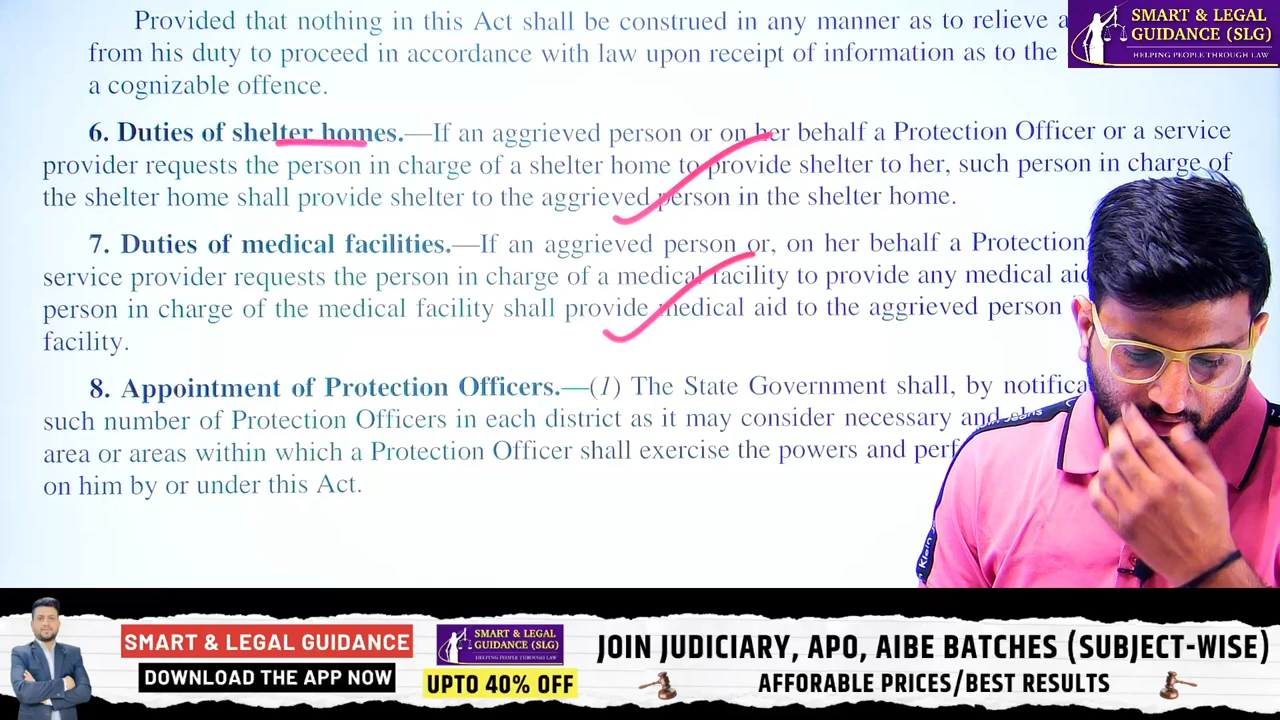 Provided that nothing in this Act shall be construed in any manner as to relieve a
from his duty to proceed in accordance with law upon receipt of information as to the
a cognizable offence.
6. Duties of shelter homes.—If an aggrieved person or on her behalf a Protection Officer or a service
provider requests the person in charge of a shelter home to provide shelter to her, such person in charge of
the shelter home shall provide shelter to the aggrieved person in the shelter home.
7. Duties of medical facilities.—If an aggrieved person or, on her behalf a Protection
service provider requests the person in charge of a medical facility to provide any medical aid
person in charge of the medical facility shall provide medical aid to the aggrieved person
facility.
8. Appointment of Protection Officers.—(1) The State Government shall, by
such number of Protection Officers in each district as it may consider necessary and
area or areas within which a Protection Officer shall exercise the powers and
on him by or under this Act.
SMART & LEGAL
GUIDANCE (SLG)
HELPING PEOPLE THROUGH LAW
SMART & LEGAL GUIDANCE
DOWNLOAD THE APP NOW
SMART & LEGAL
GUIDANCE (SLG)
HELPING PEOPLE THROUGH LAW
UPTO 40% OFF
JOIN JUDICIARY, APO, AIBE BATCHES (SUBJECT-WISE)
AFFORABLE PRICES/BEST RESULTS